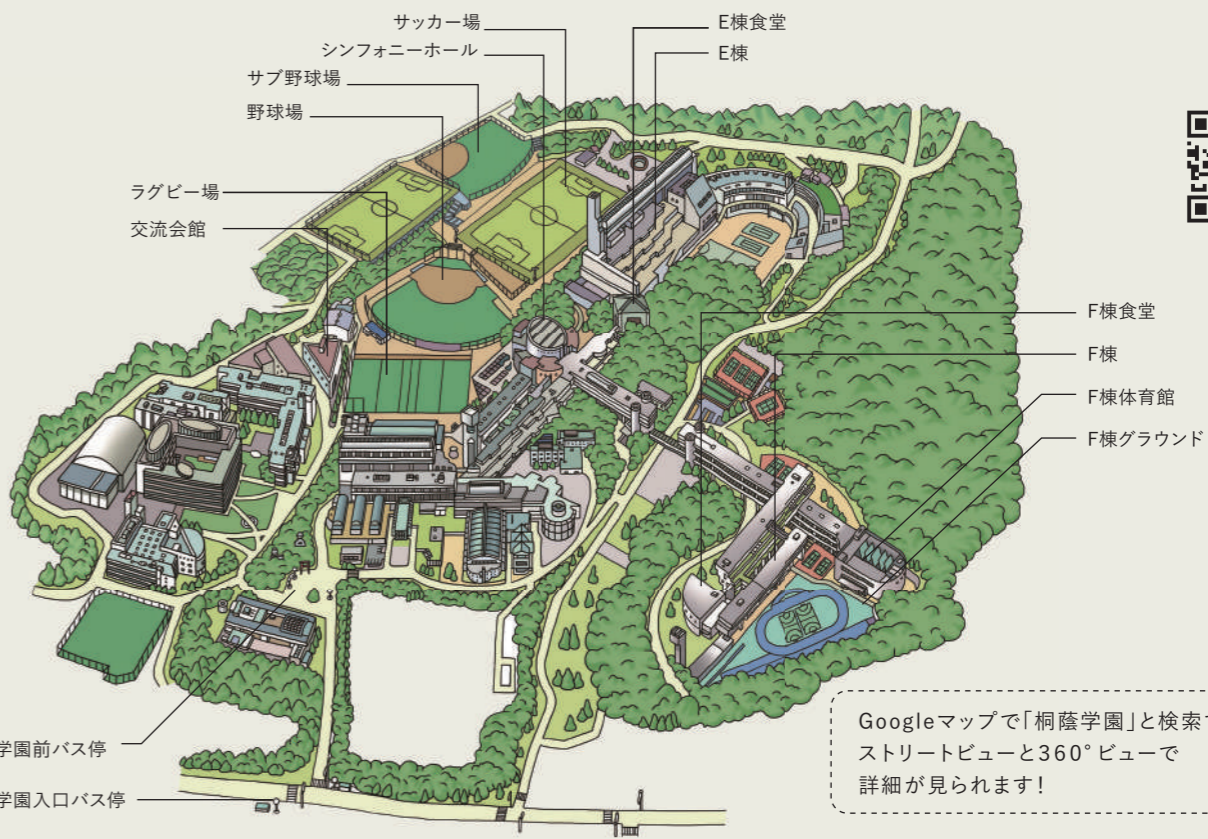 サッカー場
シンフォニーホール
サブ野球場
野球場
ラグビー場
交流会館
E棟食堂
E棟
F棟食堂
F棟
F棟体育館
F棟グラウンド
学園前バス停
学園入口バス停
Googleマップで「桐蔭学園」と検索
ストリートビューと360°ビューで
詳細が見られます!